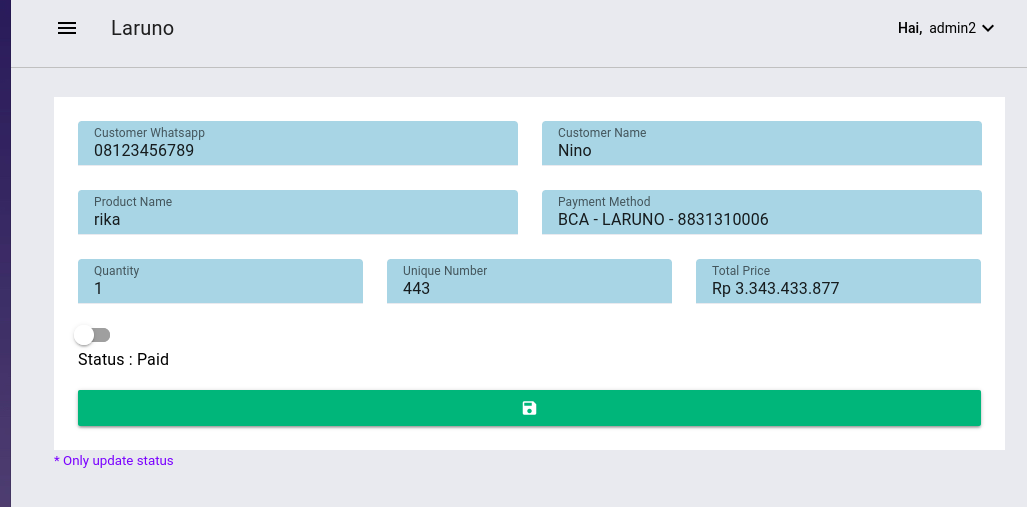 Laruno
Hai, admin2
Customer Whatsapp
08123456789
Customer Name
Nino
Product Name
rika
Payment Method
BCA - LARUNO - 8831310006
Quantity
1
Unique Number
443
Total Price
Rp 3.343.433.877
Status : Paid
* Only update status